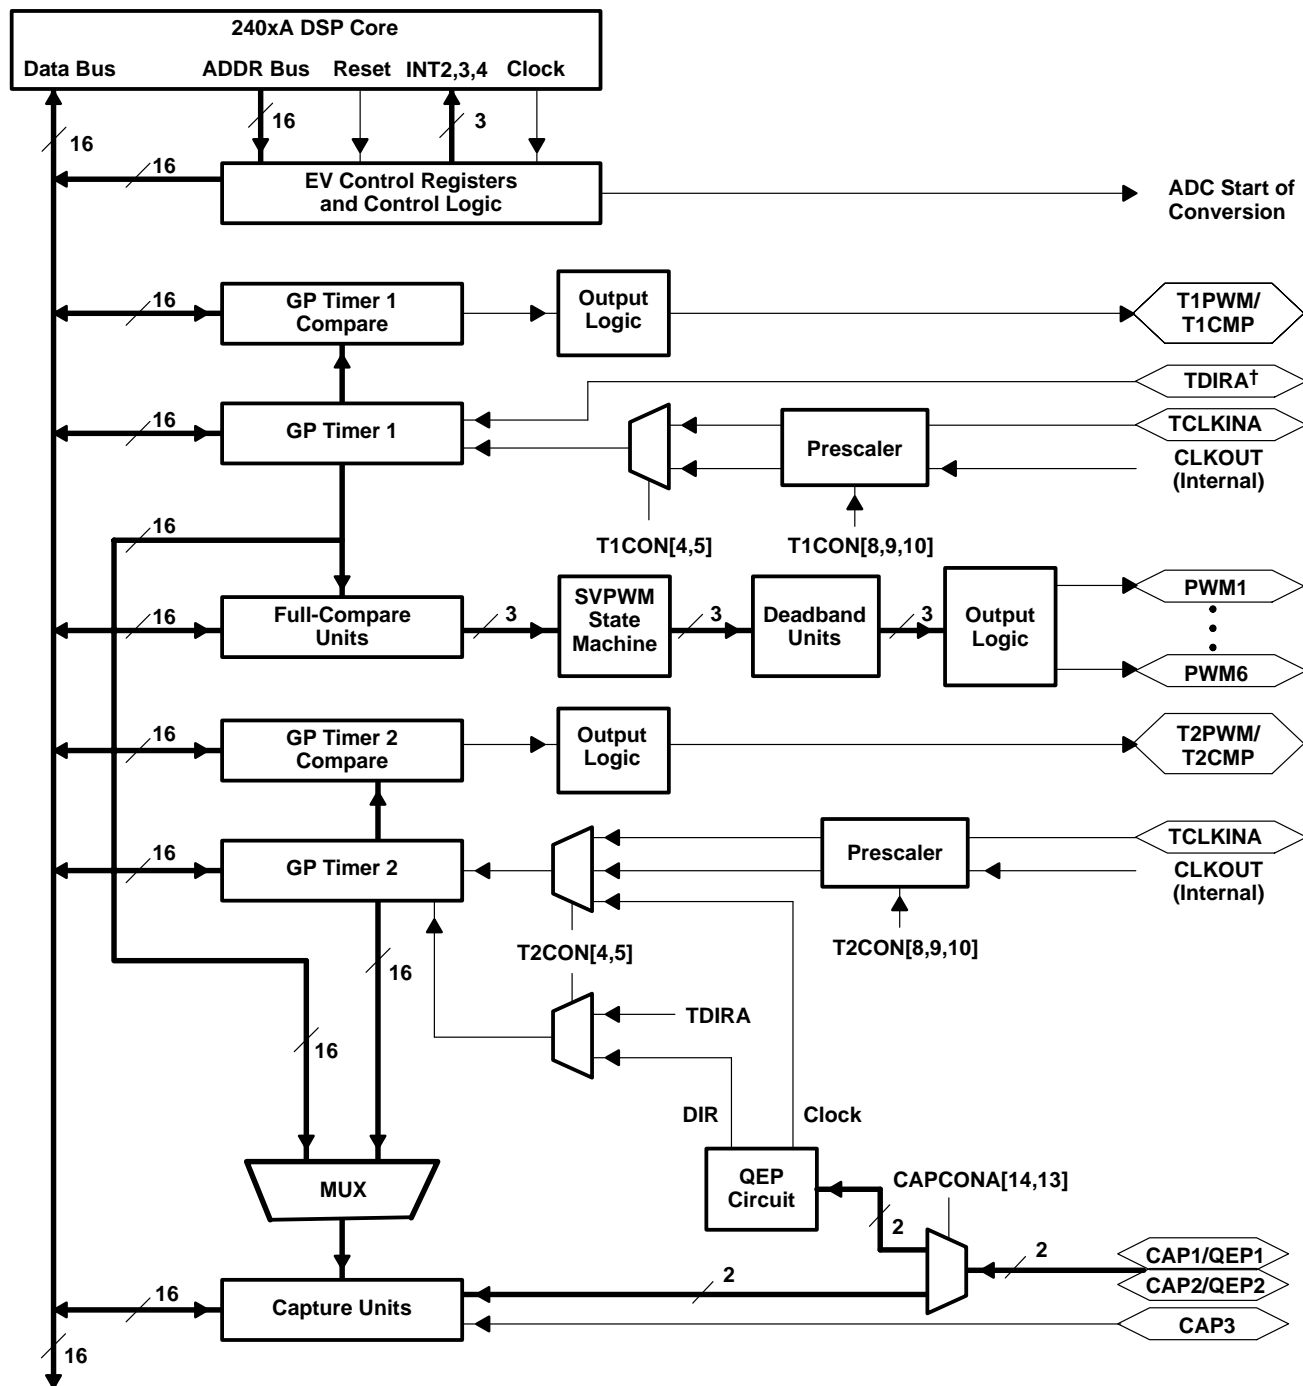 240xA DSP Core
Data Bus
ADDR Bus
Reset
INT2,3,4
Clock
16
16
3
16
EV Control Registers
and Control Logic
ADC Start of
Conversion
16
GP Timer 1
Compare
Output
Logic
T1PWM/
T1CMP
TDIRA†
16
GP Timer 1
Prescaler
TCLKINA
CLKOUT
(Internal)
16
T1CON[4,5]
T1CON[8,9,10]
16
Full-Compare
Units
3
SVPWM
State
Machine
3
Deadband
Units
3
Output
Logic
PWM1
PWM6
16
GP Timer 2
Compare
Output
Logic
T2PWM/
T2CMP
16
GP Timer 2
Prescaler
TCLKINA
CLKOUT
(Internal)
T2CON[4,5]
T2CON[8,9,10]
16
TDIRA
16
DIR
Clock
MUX
QEP
Circuit
CAPCONA[14,13]
2
2
CAP1/QEP1
CAP2/QEP2
2
16
Capture Units
CAP3
16